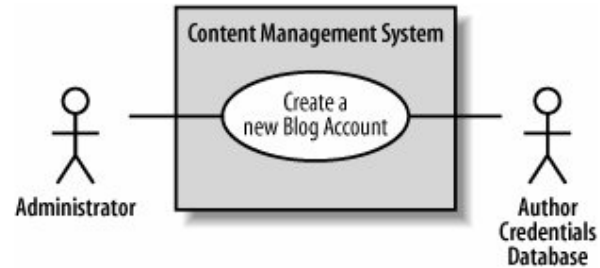 Content Management System
Create a
new Blog Account
Administrator
Author
Credentials
Database